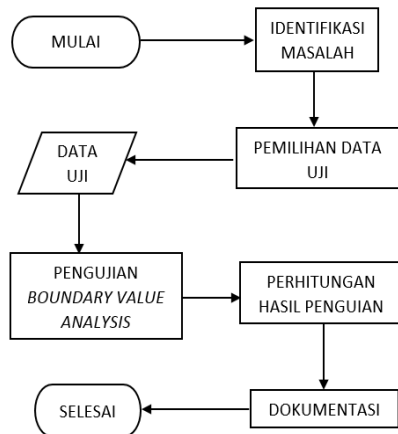 MULAI
IDENTIFIKASI
MASALAH
PEMILIHAN DATA
UJI
DATA
UJI
PENGUJIAN
BOUNDARY VALUE
ANALYSIS
PERHITUNGAN
HASIL PENGUIAN
DOKUMENTASI
SELESAI